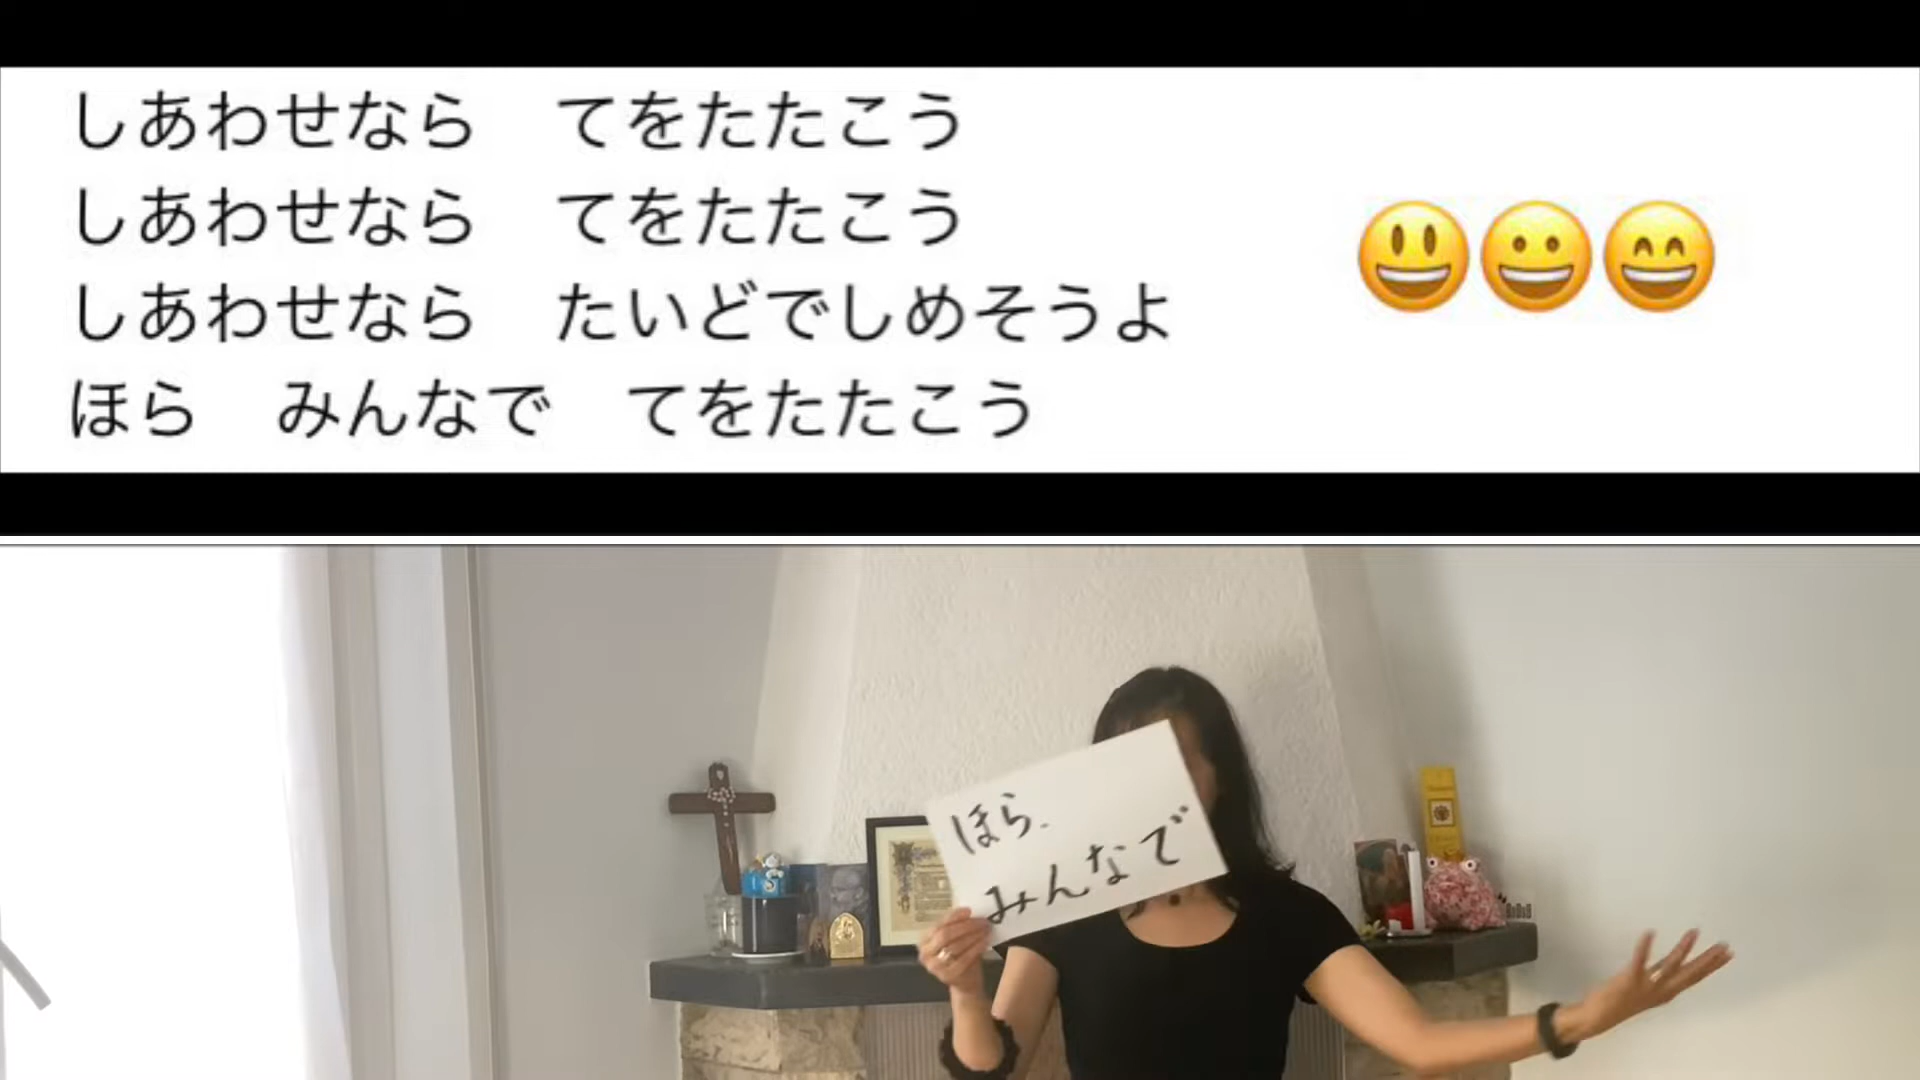 しあわせなら　てをたたこう
しあわせなら　てをたたこう
しあわせなら　たいどでしめそうよ
ほら　みんなで　てをたたこう
ほら、
みんなで